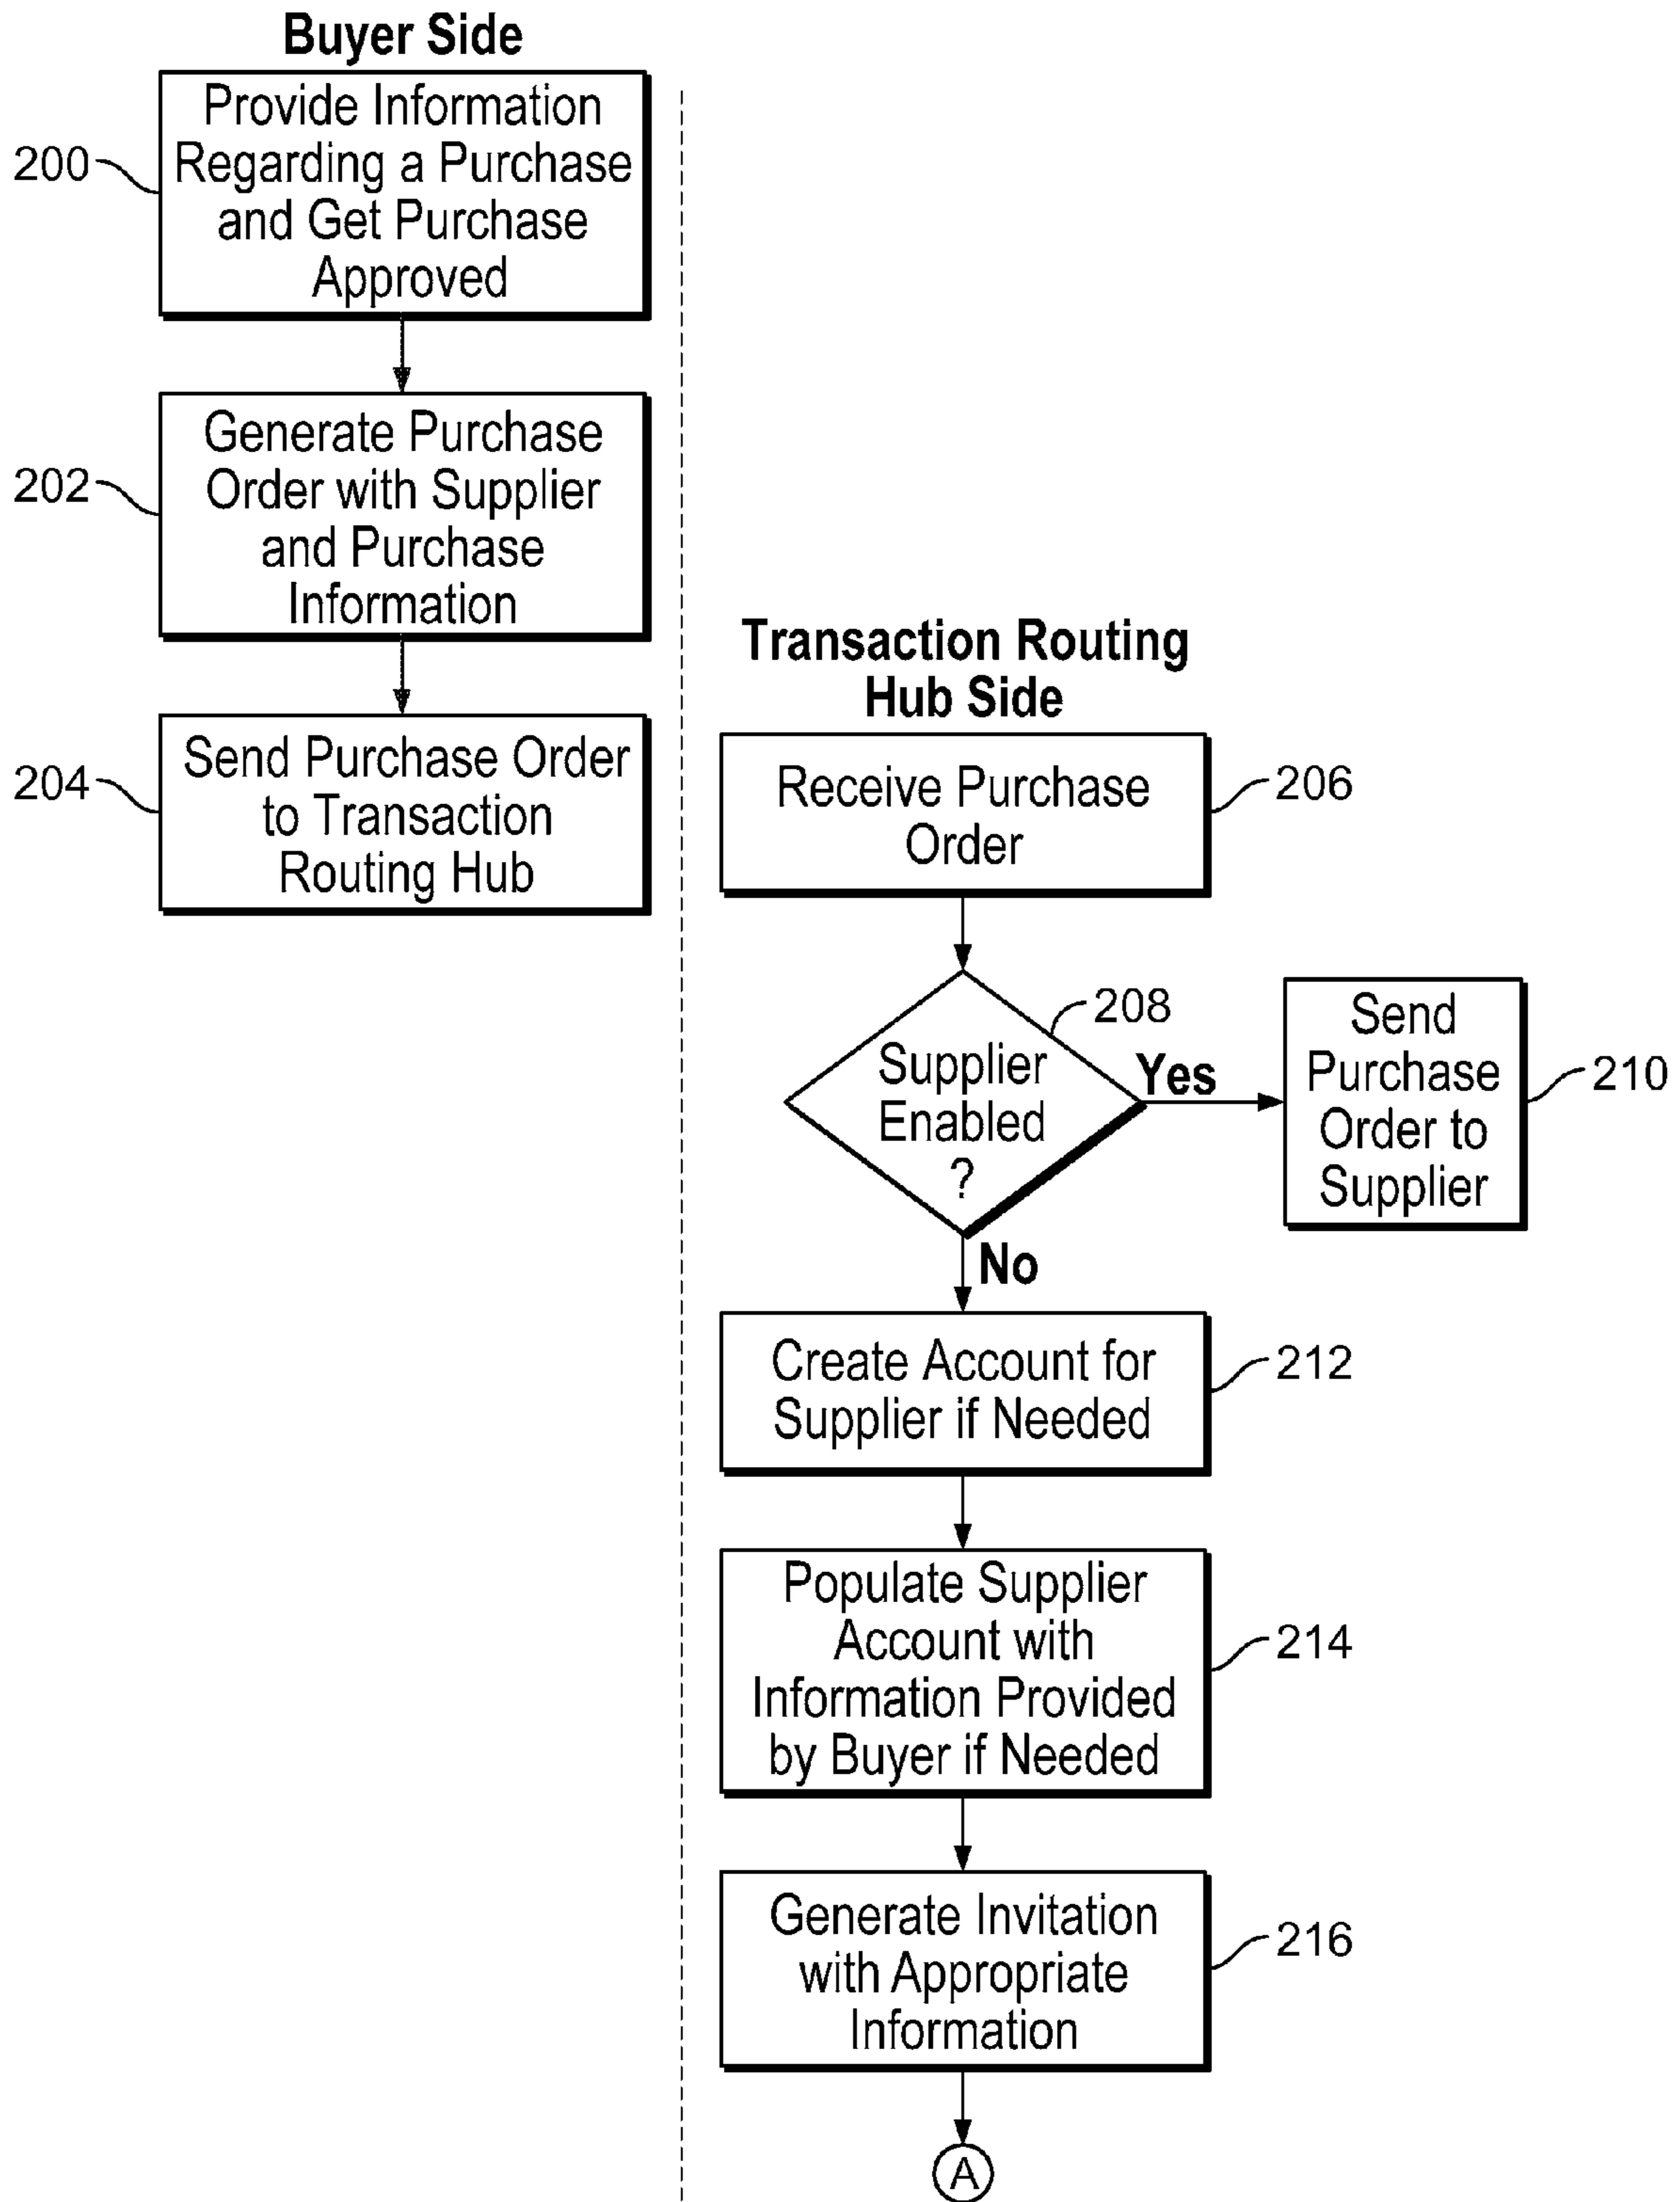 Buyer Side
Provide Information
Regarding a Purchase
and Get Purchase
Approved
200
Generate Purchase
Order with Supplier
and Purchase
Information
202
Send Purchase Order
to Transaction
Routing Hub
204
Transaction Routing
Hub Side
Receive Purchase
Order
206
Supplier
Enabled
?
208
Yes
Send
Purchase
Order to
Supplier
210
No
Create Account for
Supplier if Needed
212
Populate Supplier
Account with
Information Provided
by Buyer if Needed
214
Generate Invitation
with Appropriate
Information
216
A